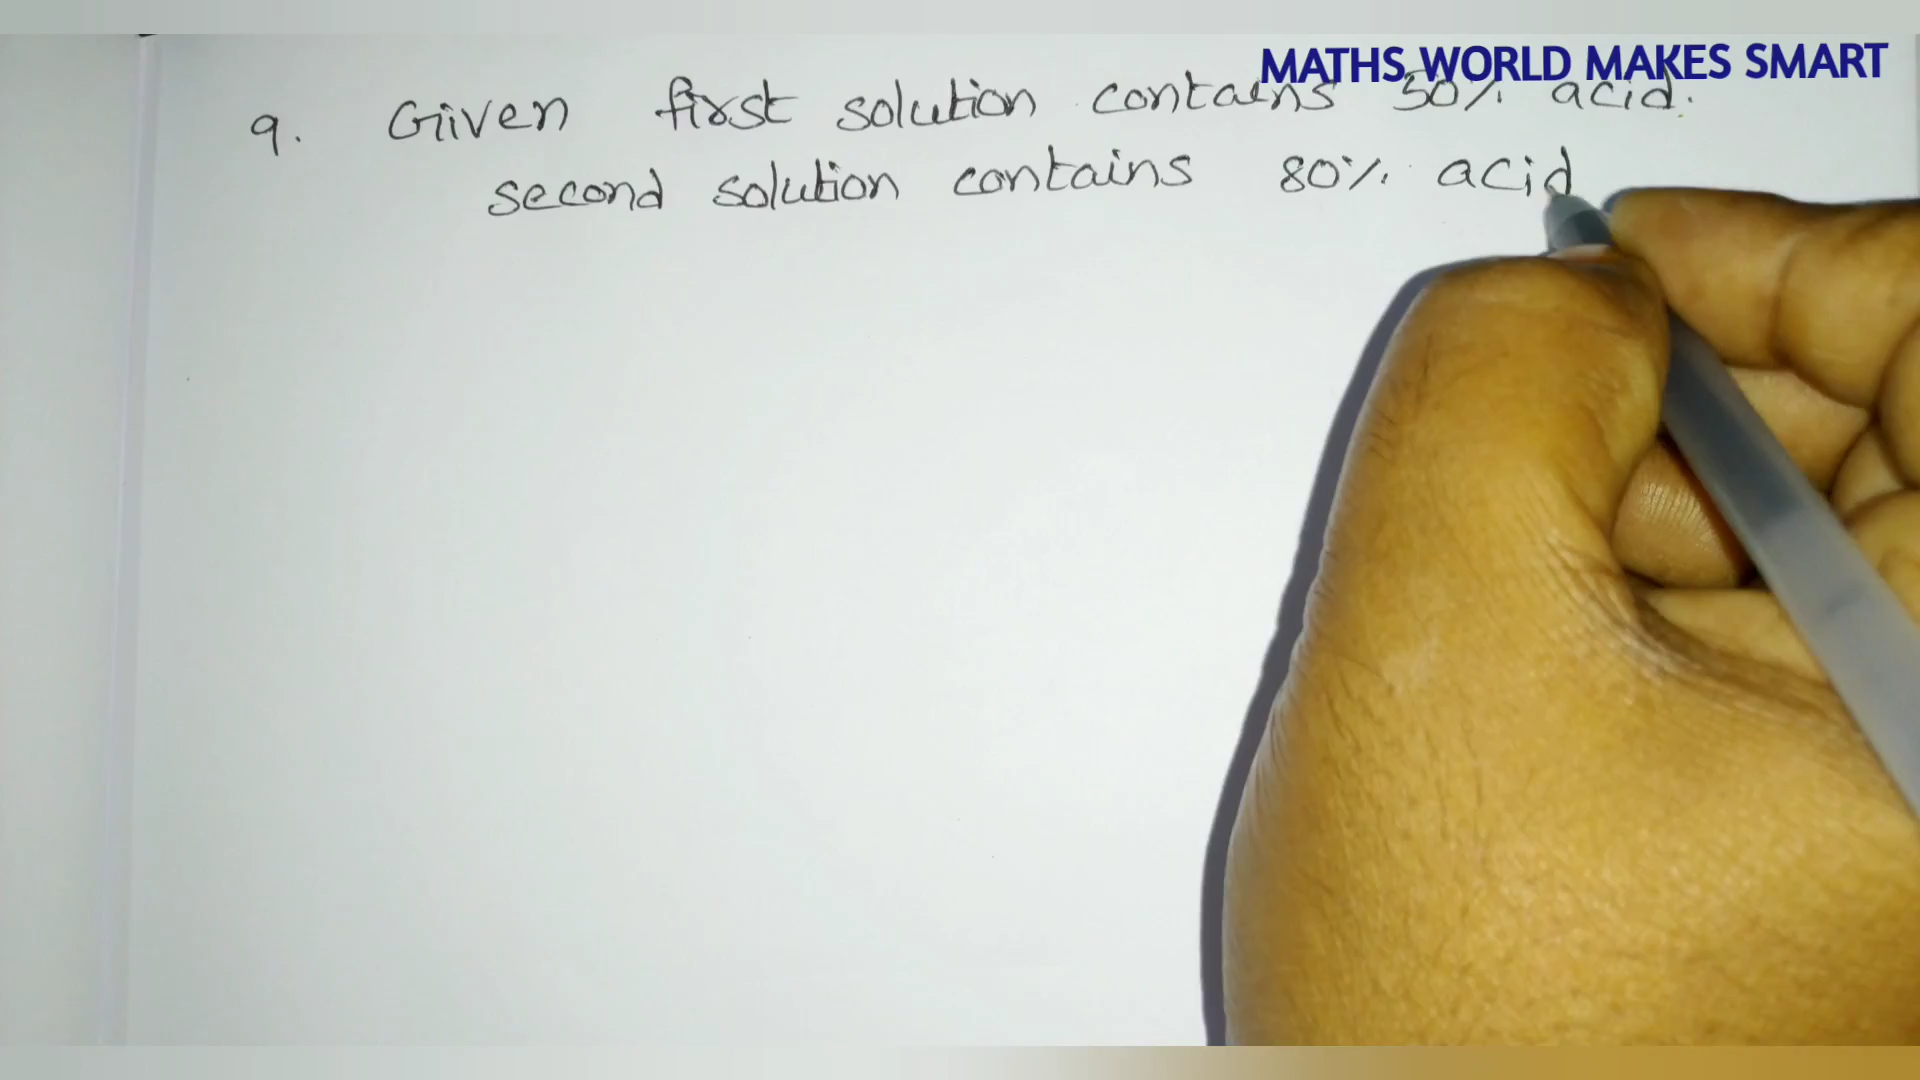 MATHS WORLD MAKES SMART
9. Given first solution contains 50% acid.
second solution contains 80% acid